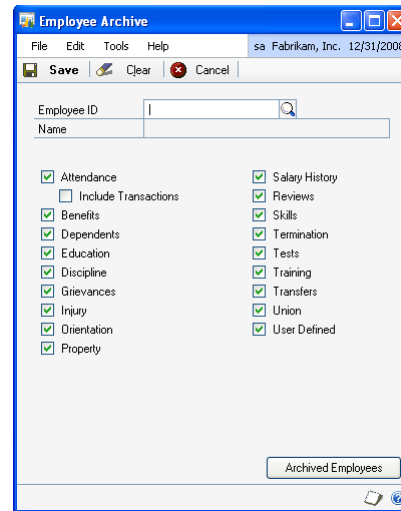 Employee Archive
File Edit Tools Help sa Fabrikam, Inc. 12/31/2008
Save Clear Cancel
Employee ID
Name
Attendance Salary History
Include Transactions Reviews
Benefits Skills
Dependents Termination
Education Tests
Discipline Training
Grievances Transfers
Injury Union
Orientation User Defined
Property
Archived Employees